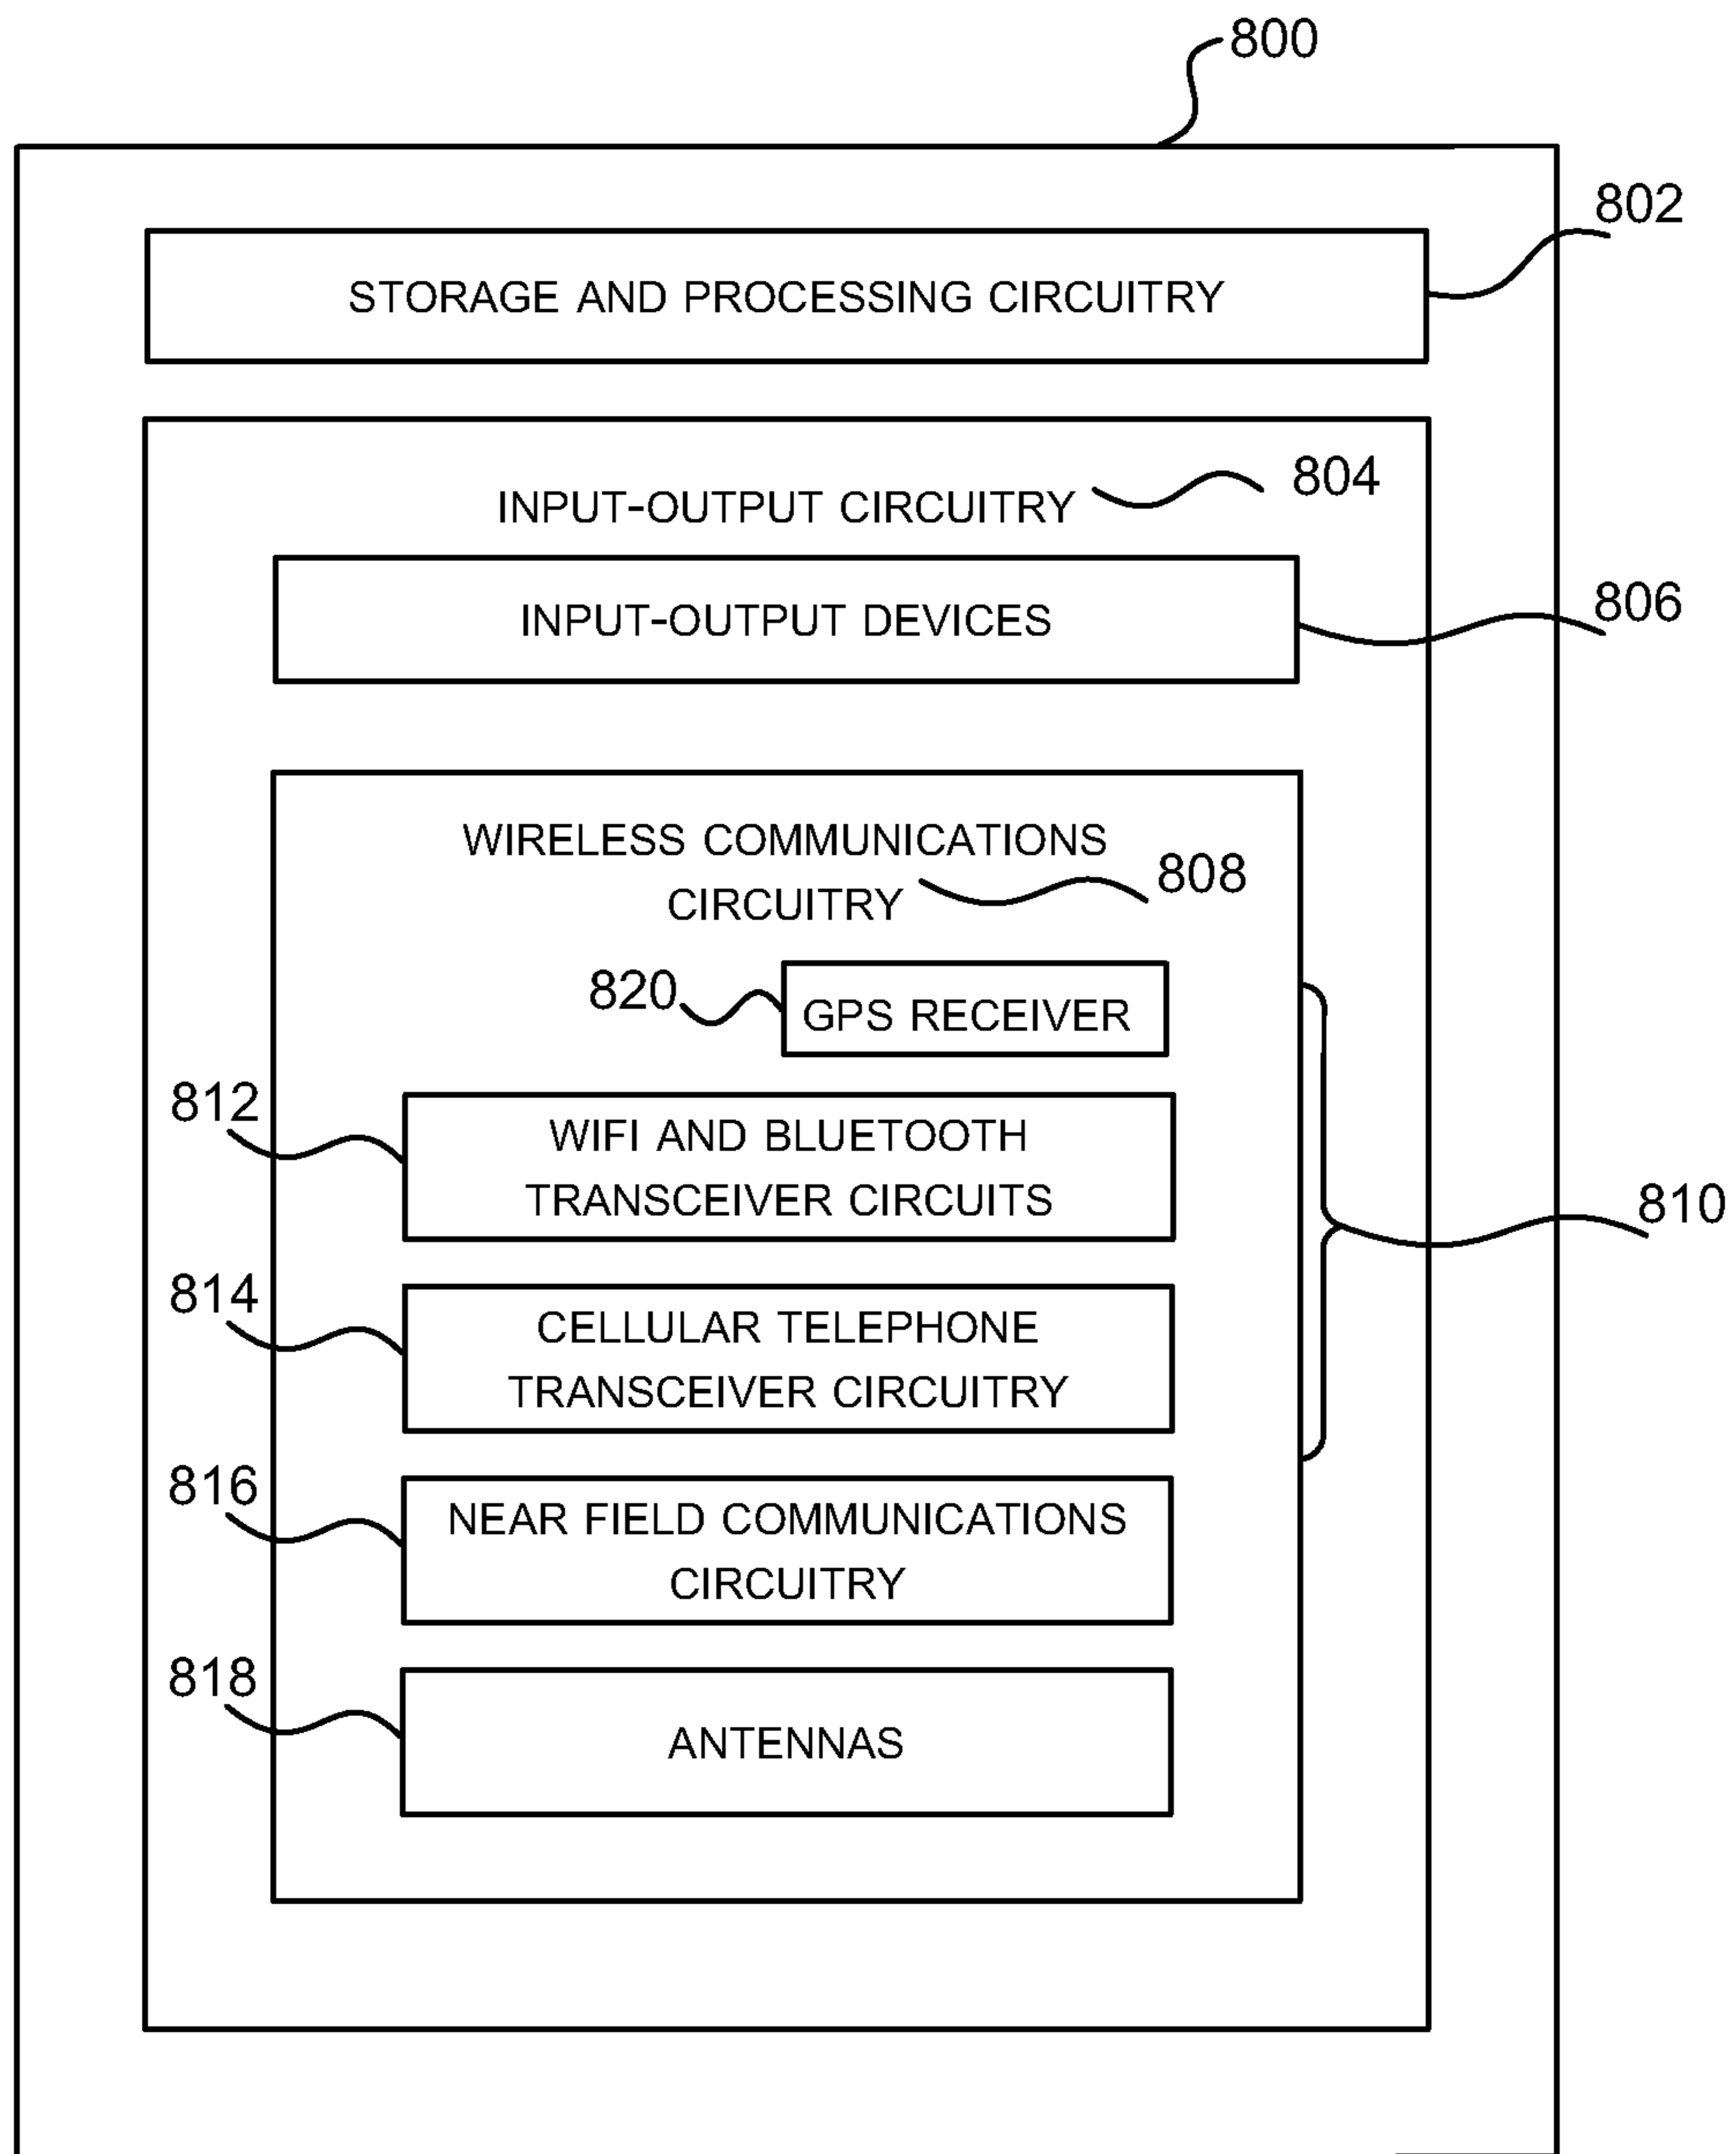 800
802
STORAGE AND PROCESSING CIRCUITRY
INPUT-OUTPUT CIRCUITRY
804
INPUT-OUTPUT DEVICES
806
WIRELESS COMMUNICATIONS
CIRCUITRY
808
820
GPS RECEIVER
812
WIFI AND BLUETOOTH
TRANSCEIVER CIRCUITS
810
814
CELLULAR TELEPHONE
TRANSCEIVER CIRCUITRY
816
NEAR FIELD COMMUNICATIONS
CIRCUITRY
818
ANTENNAS